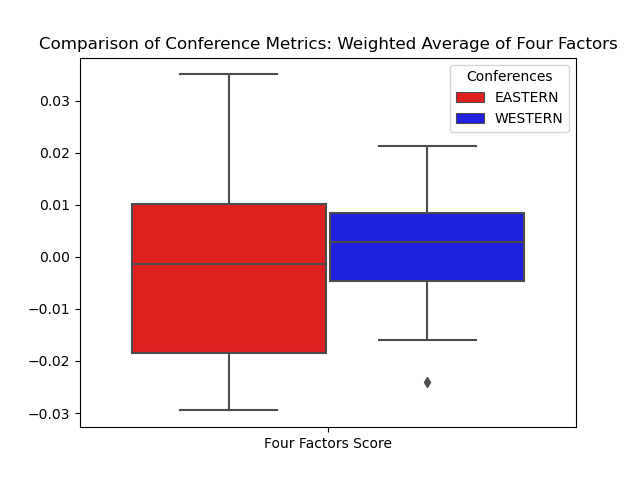 Comparison of Conference Metrics: Weighted Average of Four Factors
Conferences
EASTERN
WESTERN
0.03
0.02
0.01
0.00
−0.01
−0.02
−0.03
Four Factors Score